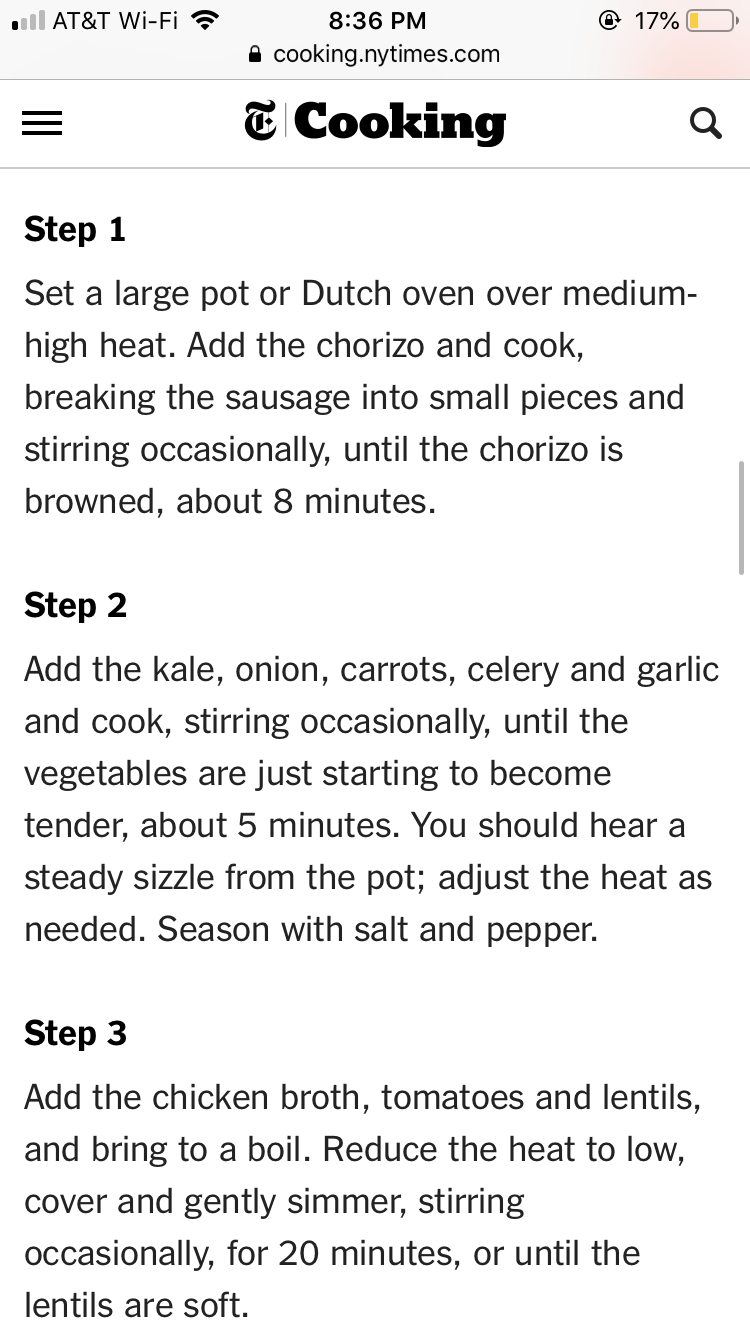 AT&T Wi-Fi 8:36 PM 17%
cooking.nytimes.com
T Cooking
Step 1
Set a large pot or Dutch oven over medium-
high heat. Add the chorizo and cook,
breaking the sausage into small pieces and
stirring occasionally, until the chorizo is
browned, about 8 minutes.
Step 2
Add the kale, onion, carrots, celery and garlic
and cook, stirring occasionally, until the
vegetables are just starting to become
tender, about 5 minutes. You should hear a
steady sizzle from the pot; adjust the heat as
needed. Season with salt and pepper.
Step 3
Add the chicken broth, tomatoes and lentils,
and bring to a boil. Reduce the heat to low,
cover and gently simmer, stirring
occasionally, for 20 minutes, or until the
lentils are soft.